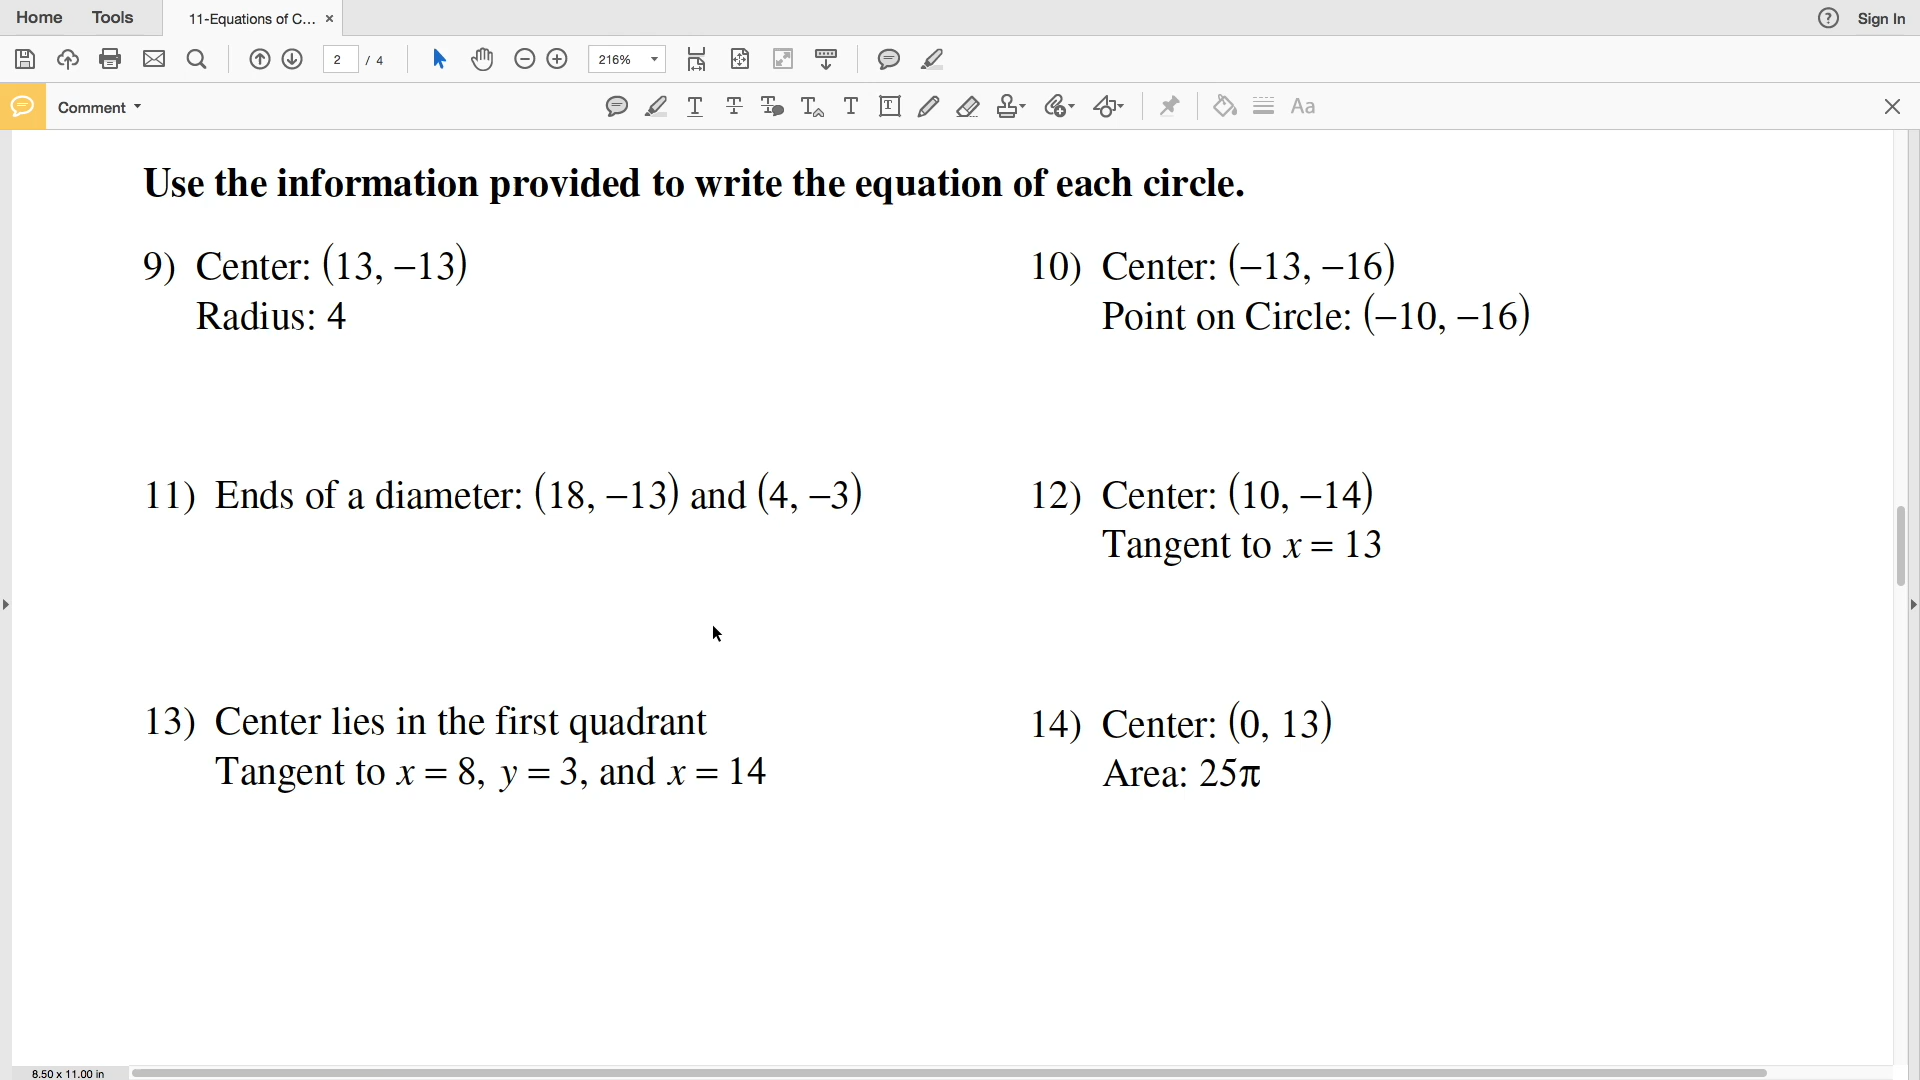 Home Tools 11-Equations of C... × Sign In
2 / 4 216%
Comment Aa
Use the information provided to write the equation of each circle.
9) Center: (13, −13)
Radius: 4
10) Center: (−13, −16)
Point on Circle: (−10, −16)
11) Ends of a diameter: (18, −13) and (4, −3)
12) Center: (10, −14)
Tangent to x = 13
13) Center lies in the first quadrant
Tangent to x = 8, y = 3, and x = 14
14) Center: (0, 13)
Area: 25π
8.50 x 11.00 in